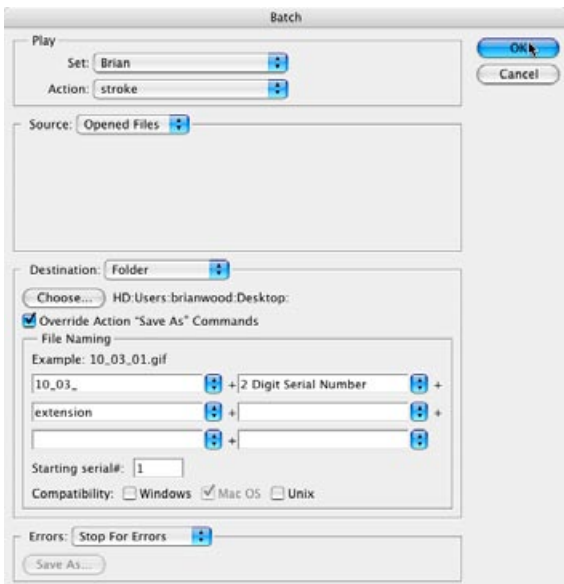 Batch
Play
Set: Brian
Action: stroke
OK
Cancel
Source: Opened Files
Destination: Folder
Choose... HD:Users:brianwood:Desktop:
Override Action "Save As" Commands
File Naming
Example: 10_03_01.gif
10_03_ + 2 Digit Serial Number +
extension + +
+
Starting serial#: 1
Compatibility: Windows Mac OS Unix
Errors: Stop For Errors
Save As...